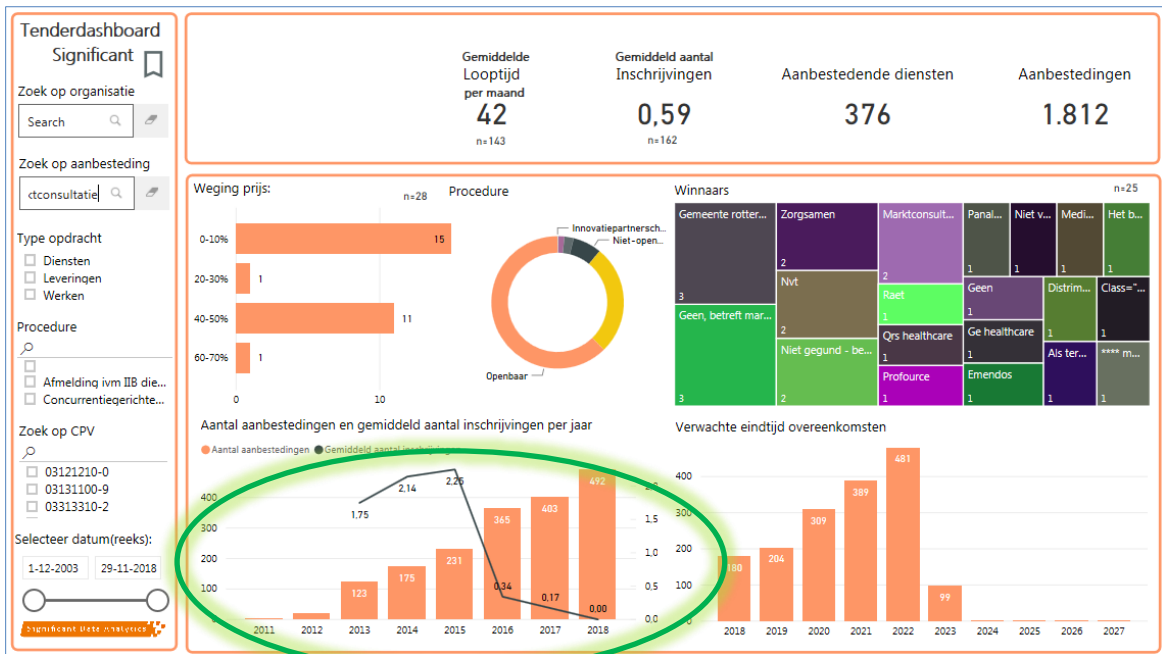 Tenderdashboard
Significant
Zoek op organisatie
Search
Zoek op aanbesteding
ctconsultatie
Type opdracht
Diensten
Leveringen
Werken
Procedure
Afmelding ivm IIB die...
Concurrentiegerichte...
Zoek op CPV
03121210-0
03131100-9
03313310-2
Selecteer datum(reeks):
1-12-2003 29-11-2018
Significant Data Analytics
Gemiddelde
Looptijd
per maand
42
n=143
Gemiddeld aantal
Inschrijvingen
0,59
n=162
Aanbestedende diensten
376
Aanbestedingen
1.812
Weging prijs:
n=28
0-10% 15
20-30% 1
40-50% 11
60-70% 1
0 10
Procedure
Innovatiepartnersch...
Niet-open...
Openbaar
Winnaars
n=25
Gemeente rotter...
3
Geen, betreft mar...
3
Zorgsamen
2
Nvt
2
Niet gegund - be...
2
Marktconsult...
2
Raet
1
Qrs healthcare
1
Profource
1
Panal...
1
Niet v...
1
Medi...
1
Het b...
1
Geen
1
Ge healthcare
1
Emendos
1
Distrim...
1
Class="...
1
Als ter...
1
**** m...
1
Aantal aanbestedingen en gemiddeld aantal inschrijvingen per jaar
Aantal aanbestedingen Gemiddeld aantal inschrijvingen
400
300
200
100
0
123 175 231 365 403 492
1,75 2,14 2,25 0,34 0,17 0,00
2,0
1,5
1,0
0,5
0,0
2011 2012 2013 2014 2015 2016 2017 2018
Verwachte eindtijd overeenkomsten
400
300
200
100
0
180 204 309 389 481 99
2018 2019 2020 2021 2022 2023 2024 2025 2026 2027